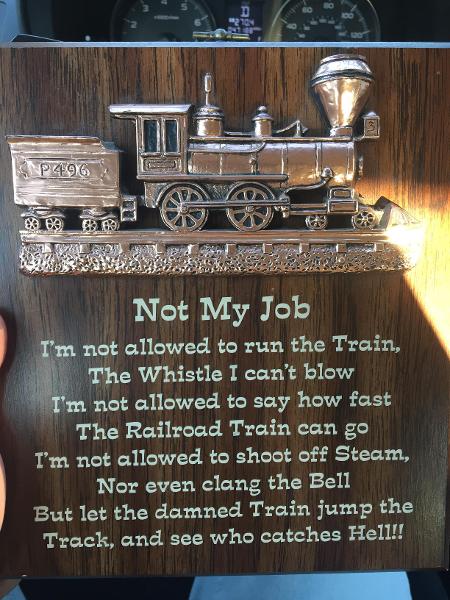 P496
3
Not My Job
I'm not allowed to run the Train,
The Whistle I can't blow
I'm not allowed to say how fast
The Railroad Train can go
I'm not allowed to shoot off Steam,
Nor even clang the Bell
But let the damned Train jump the
Track, and see who catches Hell!!